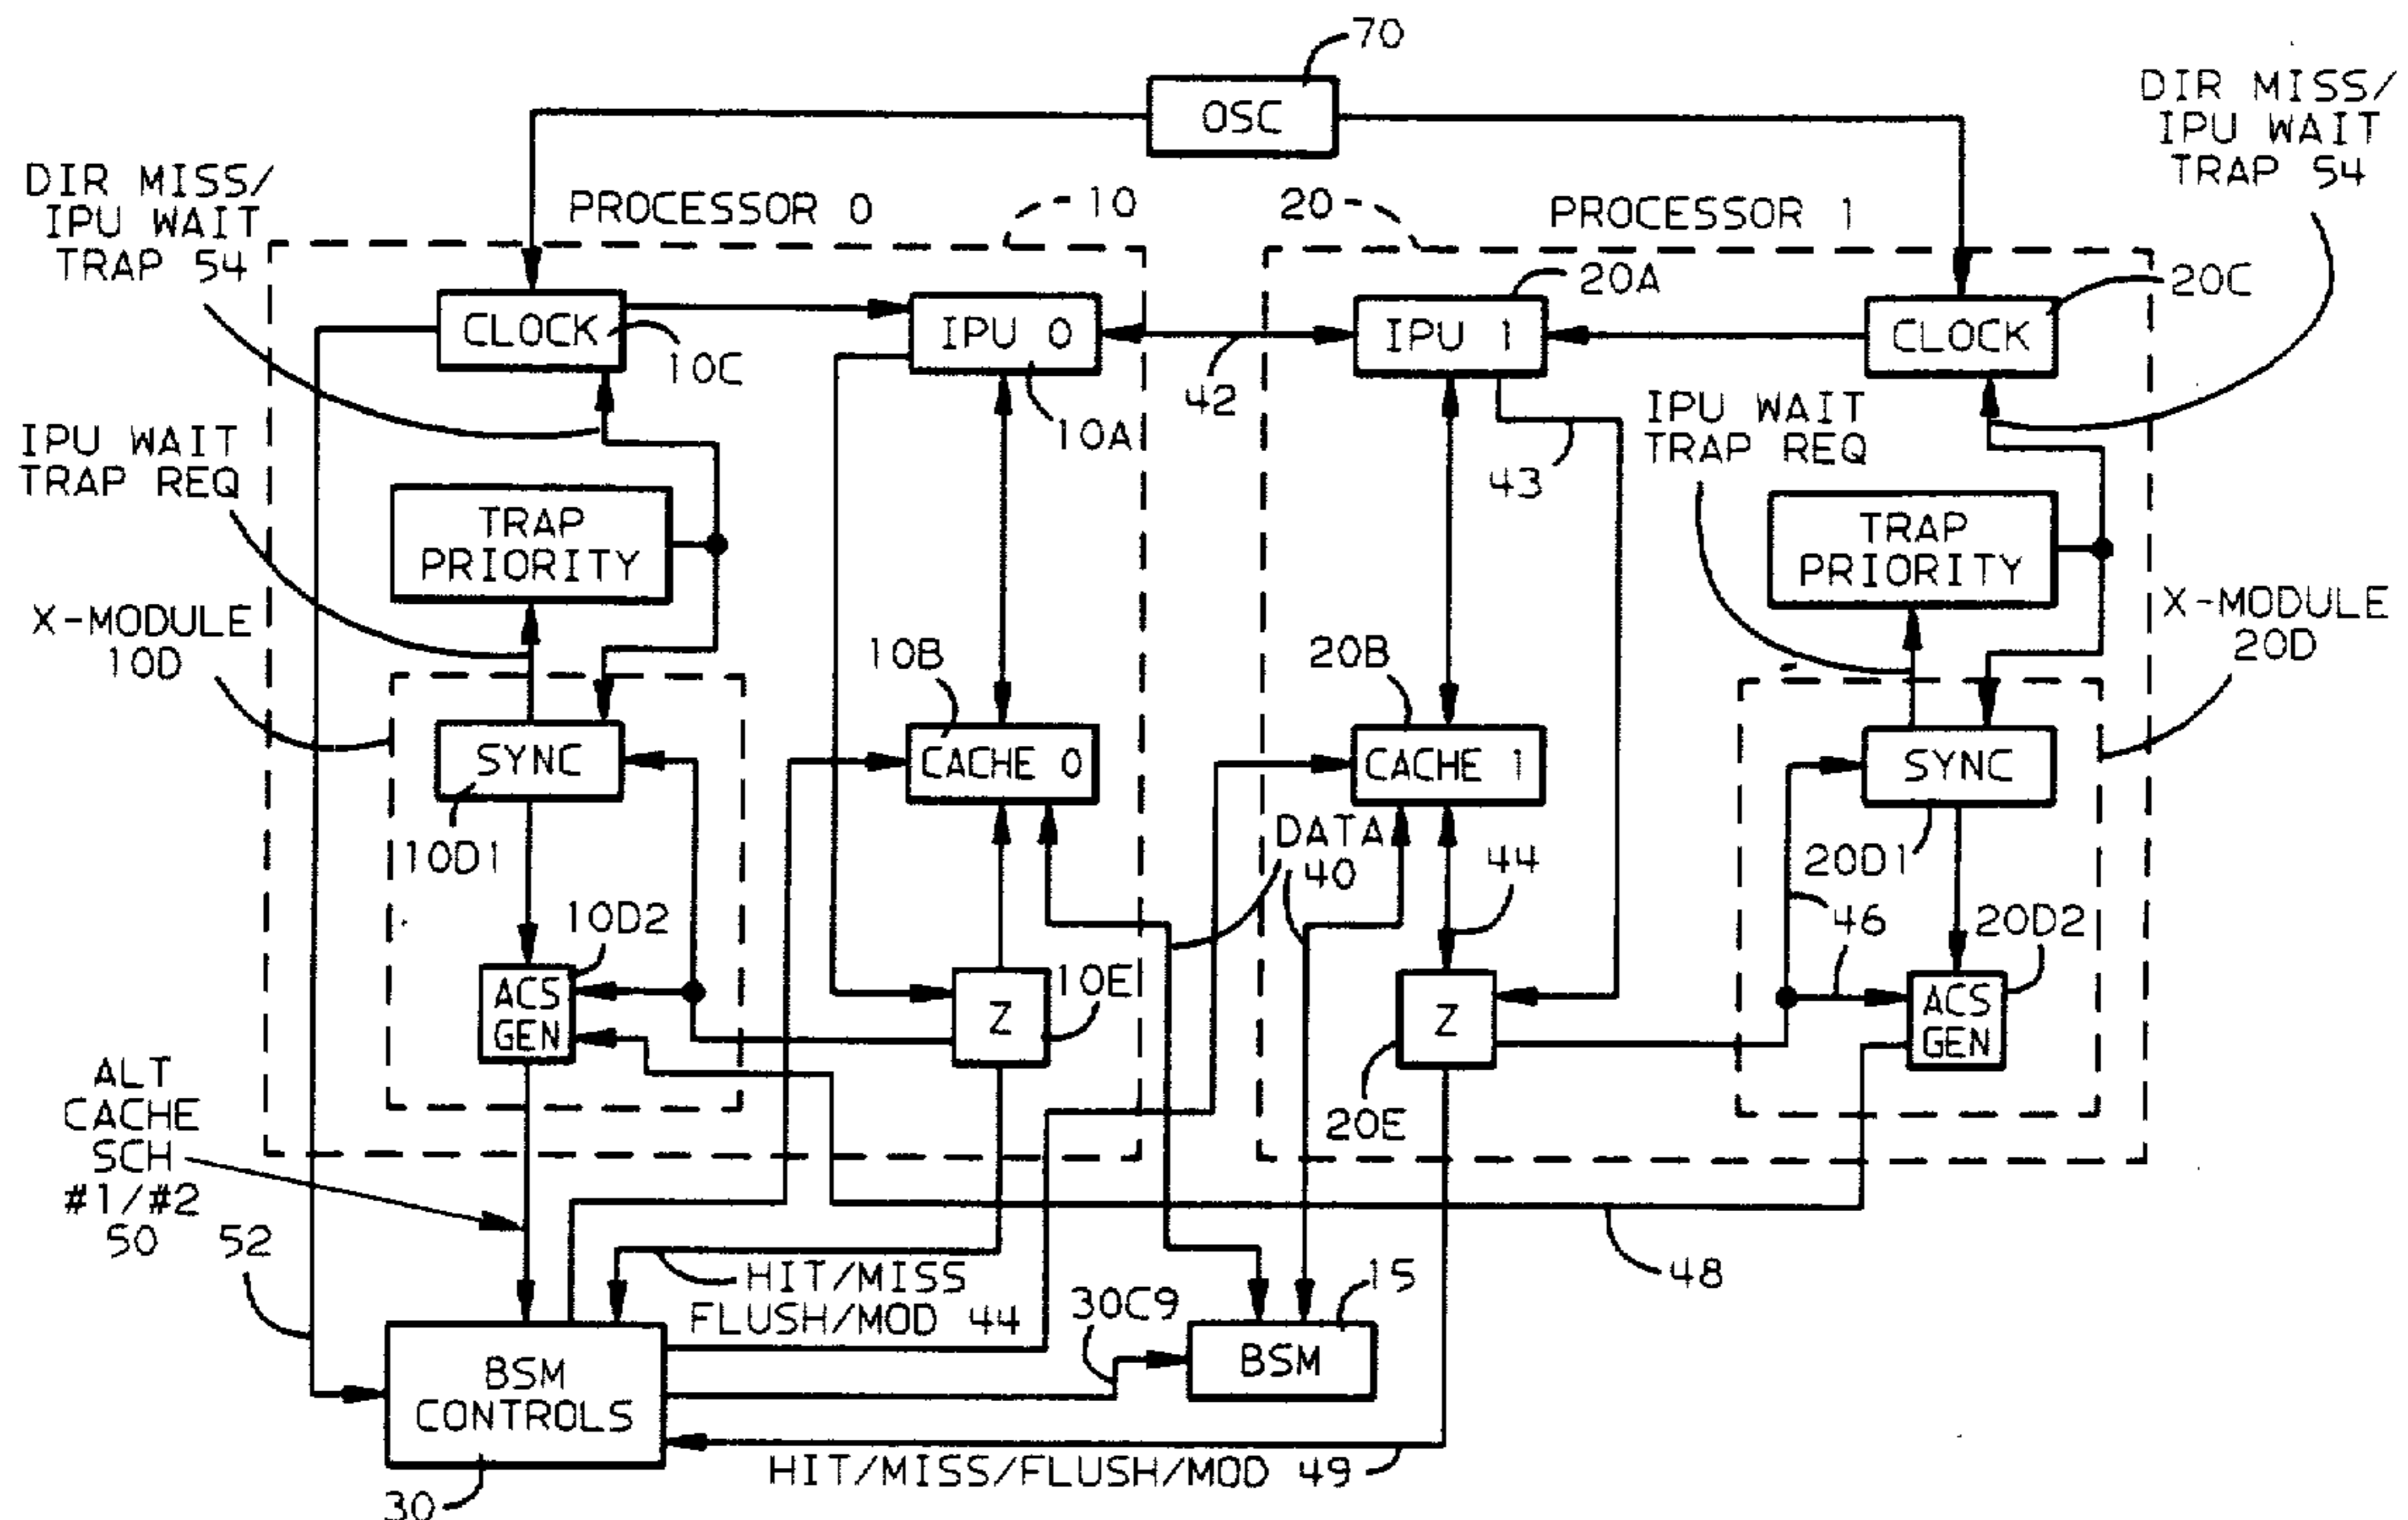 70
OSC
DIR MISS/
IPU WAIT
TRAP 54
DIR MISS/
IPU WAIT
TRAP 54
PROCESSOR 0
10
20
PROCESSOR 1
20A
20C
CLOCK
10C
IPU 0
10A
42
IPU 1
CLOCK
43
IPU WAIT
TRAP REQ
IPU WAIT
TRAP REQ
TRAP
PRIORITY
TRAP
PRIORITY
X-MODULE
10D
X-MODULE
20D
10B
20B
SYNC
CACHE 0
CACHE 1
SYNC
10D1
DATA
40
44
20D1
10D2
46
20D2
ACS
GEN
Z
10E
Z
20E
ACS
GEN
ALT
CACHE
SCH
#1/#2
50
52
48
HIT/MISS
FLUSH/MOD 44
30C9
15
BSM
BSM
CONTROLS
HIT/MISS/FLUSH/MOD 49
30